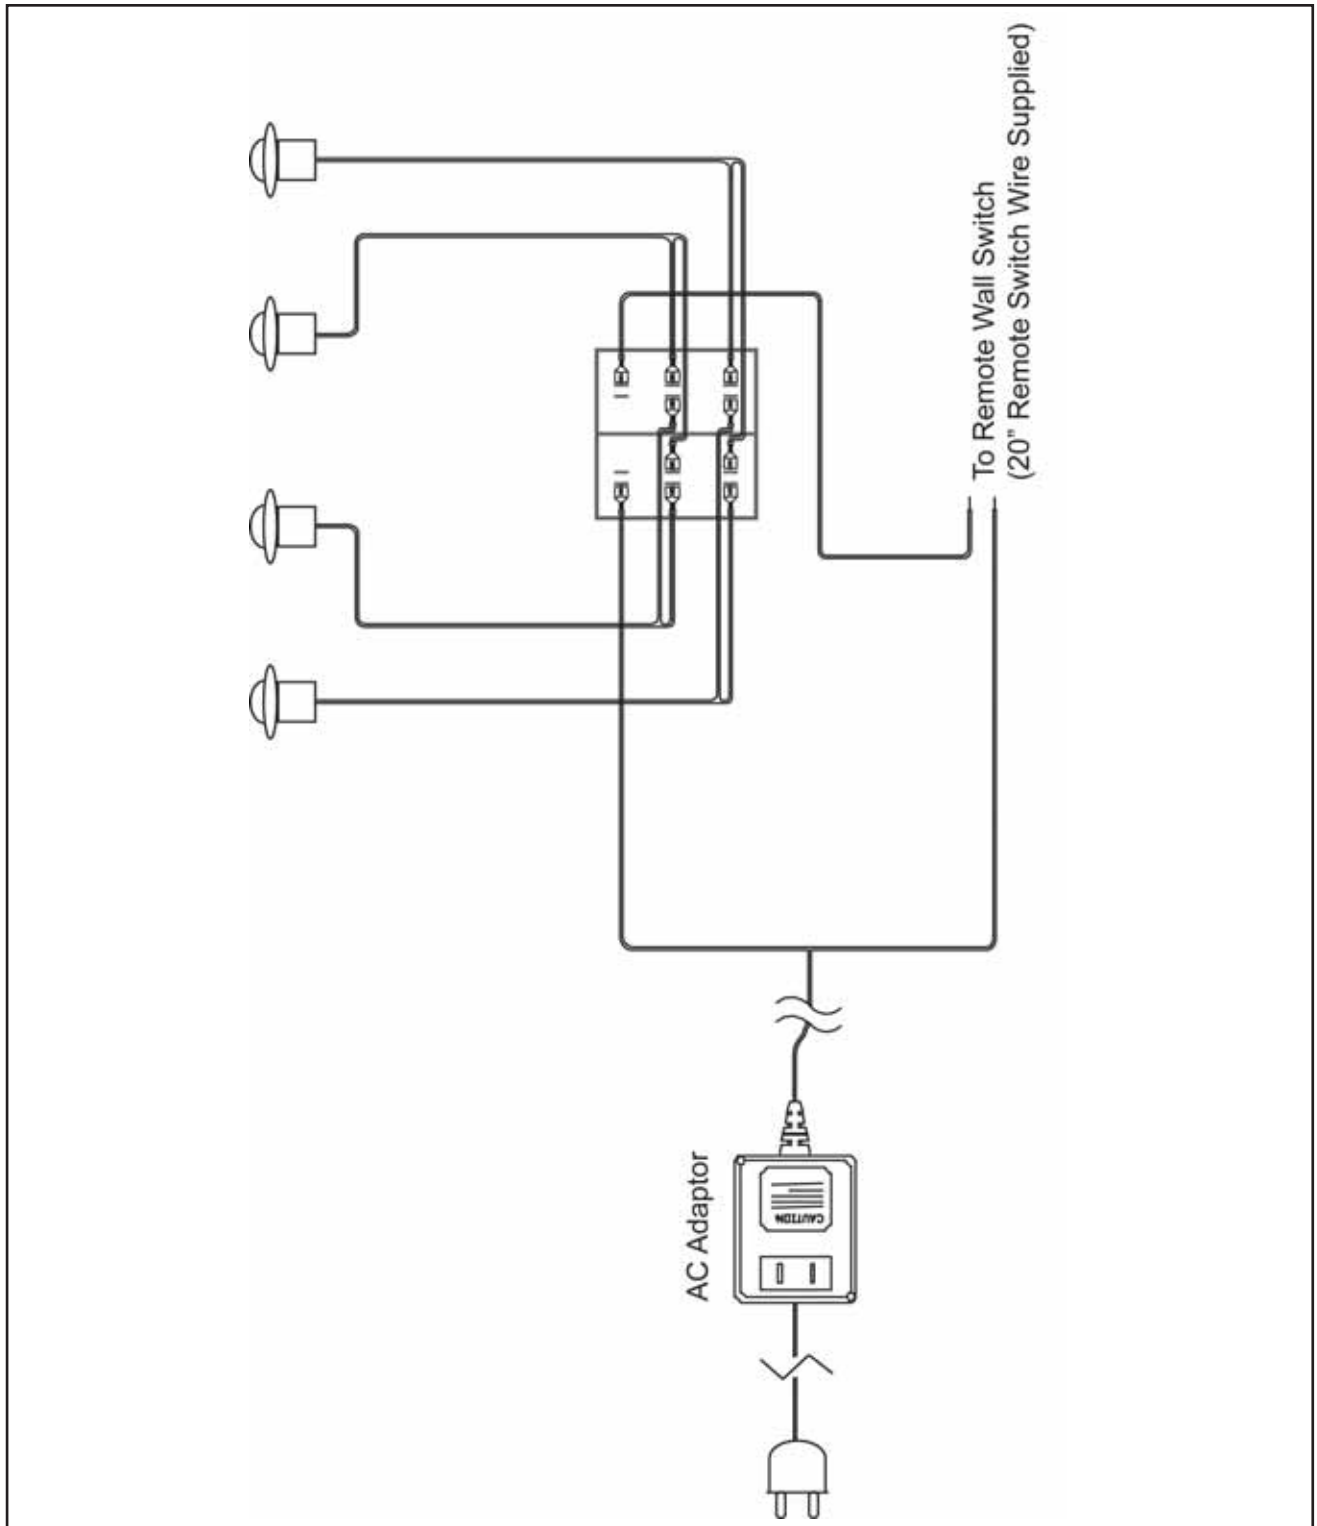 To Remote Wall Switch
(20” Remote Switch Wire Supplied)
AC Adaptor
CAUTION